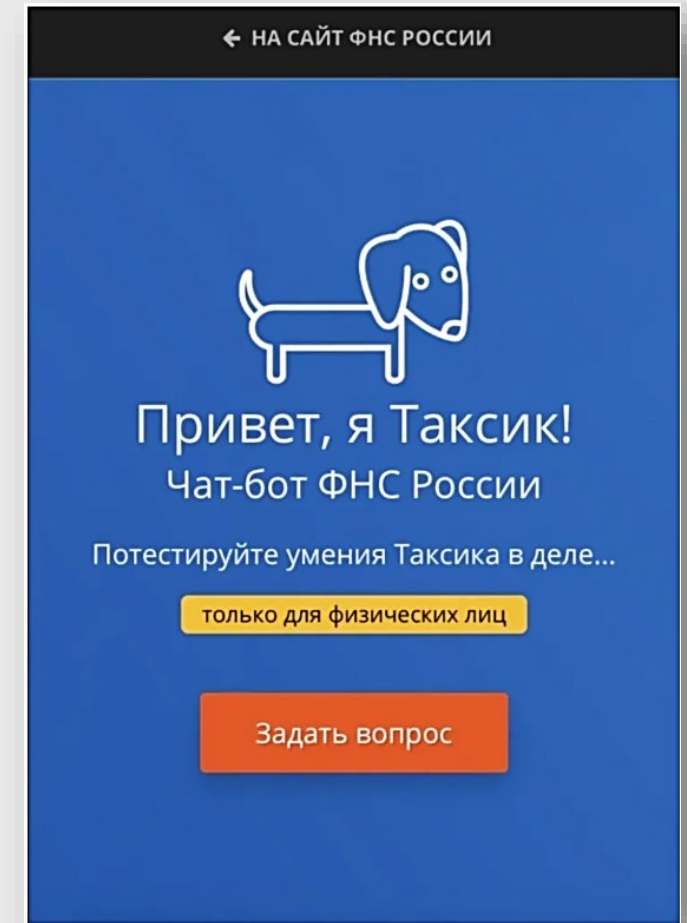 ← НА САЙТ ФНС РОССИИ
Привет, я Таксик!
Чат-бот ФНС России
Потестируйте умения Таксика в деле...
только для физических лиц
Задать вопрос